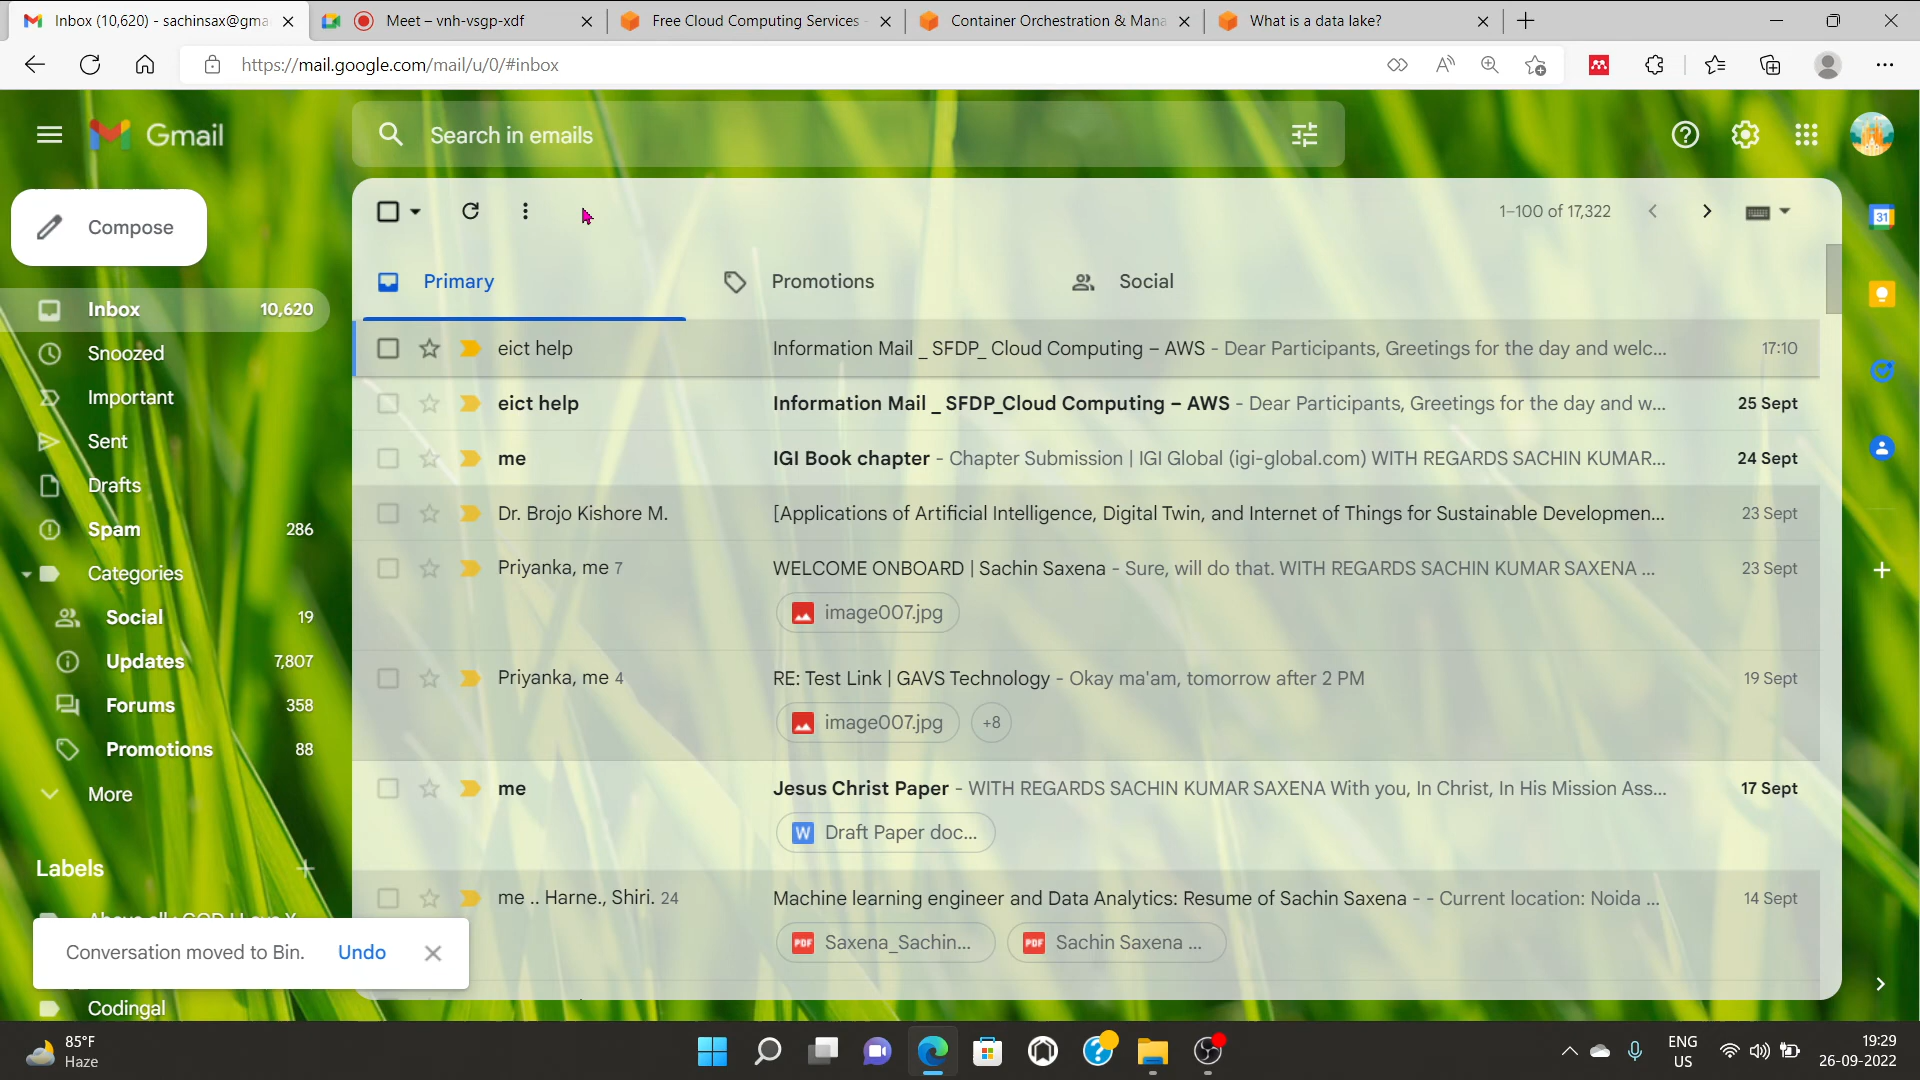 Inbox (10,620) - sachinsax@gma
Meet – vnh-vsgp-xdf
Free Cloud Computing Services -
Container Orchestration & Mana
What is a data lake?
https://mail.google.com/mail/u/0/#inbox
Gmail
Search in emails
Compose
1–100 of 17,322
Primary
Promotions
Social
Inbox 10,620
Snoozed
Important
Sent
Drafts
Spam 286
Categories
Social 19
Updates 7,807
Forums 358
Promotions 88
More
Labels
Codingal
eict help Information Mail _ SFDP_ Cloud Computing – AWS - Dear Participants, Greetings for the day and welc... 17:10
eict help Information Mail _ SFDP_Cloud Computing – AWS - Dear Participants, Greetings for the day and w... 25 Sept
me IGI Book chapter - Chapter Submission | IGI Global (igi-global.com) WITH REGARDS SACHIN KUMAR... 24 Sept
Dr. Brojo Kishore M. [Applications of Artificial Intelligence, Digital Twin, and Internet of Things for Sustainable Developmen... 23 Sept
Priyanka, me 7 WELCOME ONBOARD | Sachin Saxena - Sure, will do that. WITH REGARDS SACHIN KUMAR SAXENA ... 23 Sept
image007.jpg
Priyanka, me 4 RE: Test Link | GAVS Technology - Okay ma'am, tomorrow after 2 PM 19 Sept
image007.jpg +8
me Jesus Christ Paper - WITH REGARDS SACHIN KUMAR SAXENA With you, In Christ, In His Mission Ass... 17 Sept
W Draft Paper doc...
me .. Harne., Shiri. 24 Machine learning engineer and Data Analytics: Resume of Sachin Saxena - - Current location: Noida ... 14 Sept
PDF Saxena_Sachin... PDF Sachin Saxena ...
Conversation moved to Bin. Undo
31
85°F
Haze
ENG
US
19:29
26-09-2022